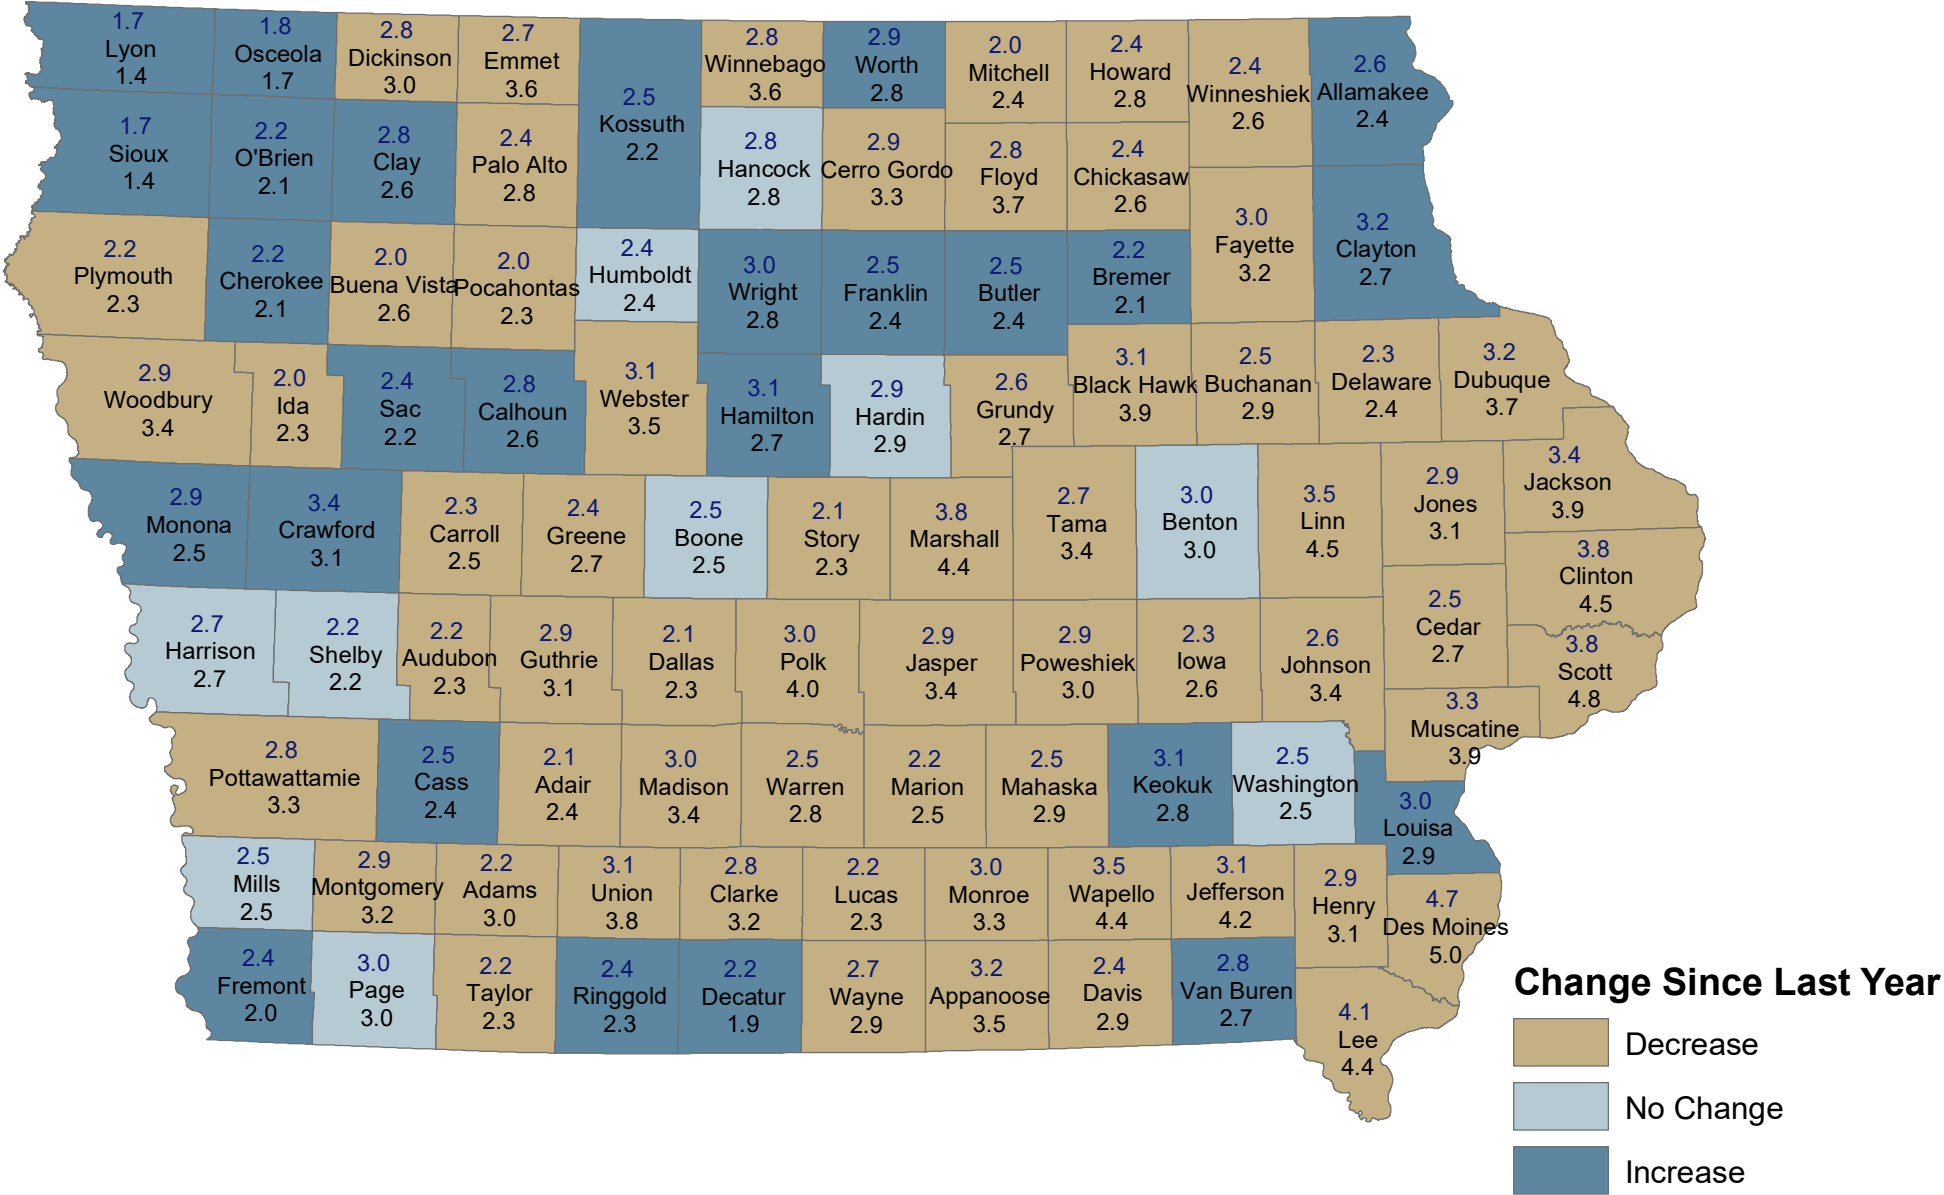 1.7
Lyon
1.4
1.8
Osceola
1.7
2.8
Dickinson
3.0
2.7
Emmet
3.6
2.5
Kossuth
2.2
2.8
Winnebago
3.6
2.9
Worth
2.8
2.0
Mitchell
2.4
2.4
Howard
2.8
2.4
Winneshiek
2.6
2.6
Allamakee
2.4
1.7
Sioux
1.4
2.2
O'Brien
2.1
2.8
Clay
2.6
2.4
Palo Alto
2.8
2.8
Hancock
2.8
2.9
Cerro Gordo
3.3
2.8
Floyd
3.7
2.4
Chickasaw
2.6
3.0
Fayette
3.2
3.2
Clayton
2.7
2.2
Plymouth
2.3
2.2
Cherokee
2.1
2.0
Buena Vista
2.6
2.0
Pocahontas
2.3
2.4
Humboldt
2.4
3.0
Wright
2.8
2.5
Franklin
2.4
2.5
Butler
2.4
2.2
Bremer
2.1
2.9
Woodbury
3.4
2.0
Ida
2.3
2.4
Sac
2.2
2.8
Calhoun
2.6
3.1
Webster
3.5
3.1
Hamilton
2.7
2.9
Hardin
2.9
2.6
Grundy
2.7
3.1
Black Hawk
3.9
2.5
Buchanan
2.9
2.3
Delaware
2.4
3.2
Dubuque
3.7
2.9
Monona
2.5
3.4
Crawford
3.1
2.3
Carroll
2.5
2.4
Greene
2.7
2.5
Boone
2.5
2.1
Story
2.3
3.8
Marshall
4.4
2.7
Tama
3.4
3.0
Benton
3.0
3.5
Linn
4.5
2.9
Jones
3.1
3.4
Jackson
3.9
3.8
Clinton
4.5
2.7
Harrison
2.7
2.2
Shelby
2.2
2.2
Audubon
2.3
2.9
Guthrie
3.1
2.1
Dallas
2.3
3.0
Polk
4.0
2.9
Jasper
3.4
2.9
Poweshiek
3.0
2.3
Iowa
2.6
2.6
Johnson
3.4
2.5
Cedar
2.7
3.8
Scott
4.8
3.3
Muscatine
3.9
2.8
Pottawattamie
3.3
2.5
Cass
2.4
2.1
Adair
2.4
3.0
Madison
3.4
2.5
Warren
2.8
2.2
Marion
2.5
2.5
Mahaska
2.9
3.1
Keokuk
2.8
2.5
Washington
2.5
3.0
Louisa
2.9
2.5
Mills
2.5
2.9
Montgomery
3.2
2.2
Adams
3.0
3.1
Union
3.8
2.8
Clarke
3.2
2.2
Lucas
2.3
3.0
Monroe
3.3
3.5
Wapello
4.4
3.1
Jefferson
4.2
2.9
Henry
3.1
4.7
Des Moines
5.0
2.4
Fremont
2.0
3.0
Page
3.0
2.2
Taylor
2.3
2.4
Ringgold
2.3
2.2
Decatur
1.9
2.7
Wayne
2.9
3.2
Appanoose
3.5
2.4
Davis
2.9
2.8
Van Buren
2.7
4.1
Lee
4.4
Change Since Last Year
Decrease
No Change
Increase